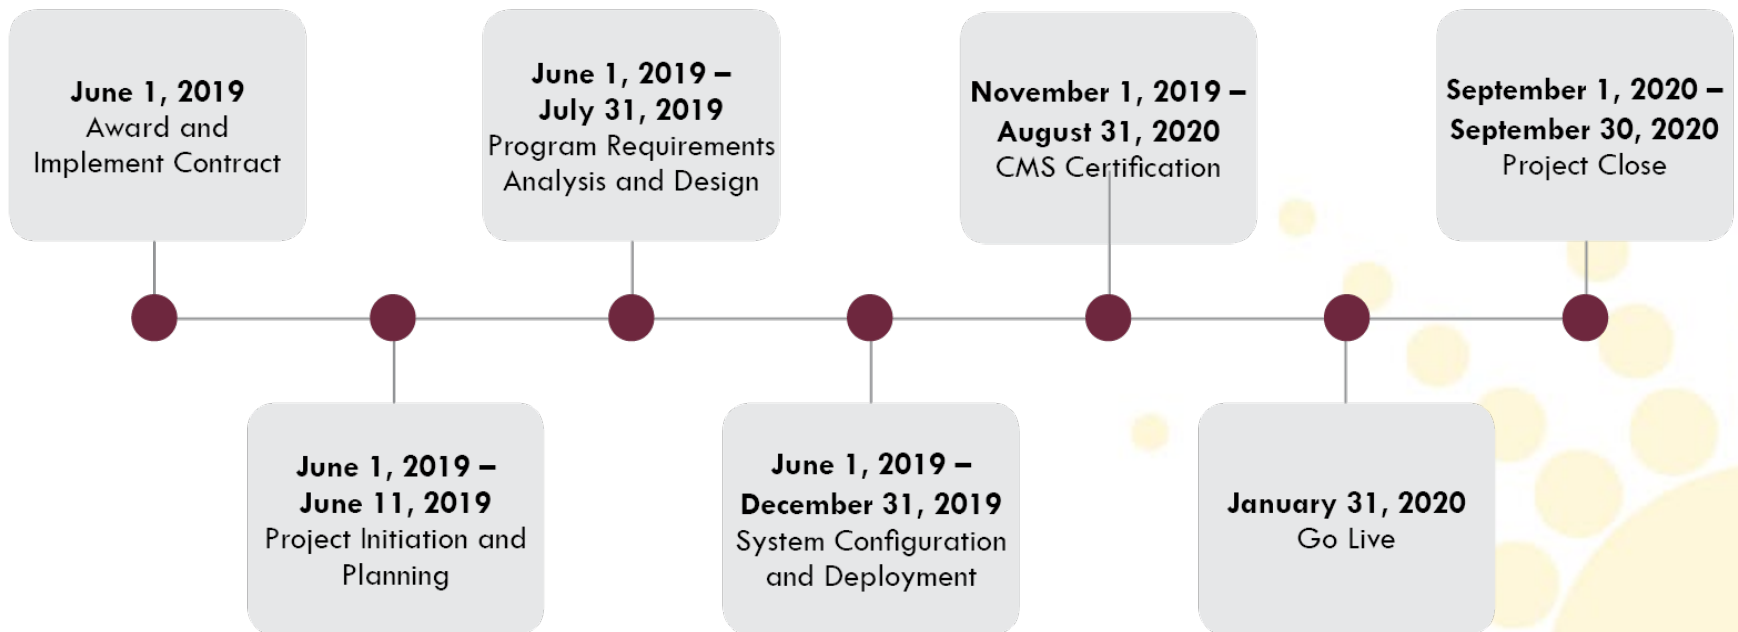 June 1, 2019
Award and
Implement Contract
June 1, 2019 –
June 11, 2019
Project Initiation and
Planning
June 1, 2019 –
July 31, 2019
Program Requirements
Analysis and Design
June 1, 2019 –
December 31, 2019
System Configuration
and Deployment
November 1, 2019 –
August 31, 2020
CMS Certification
January 31, 2020
Go Live
September 1, 2020 –
September 30, 2020
Project Close